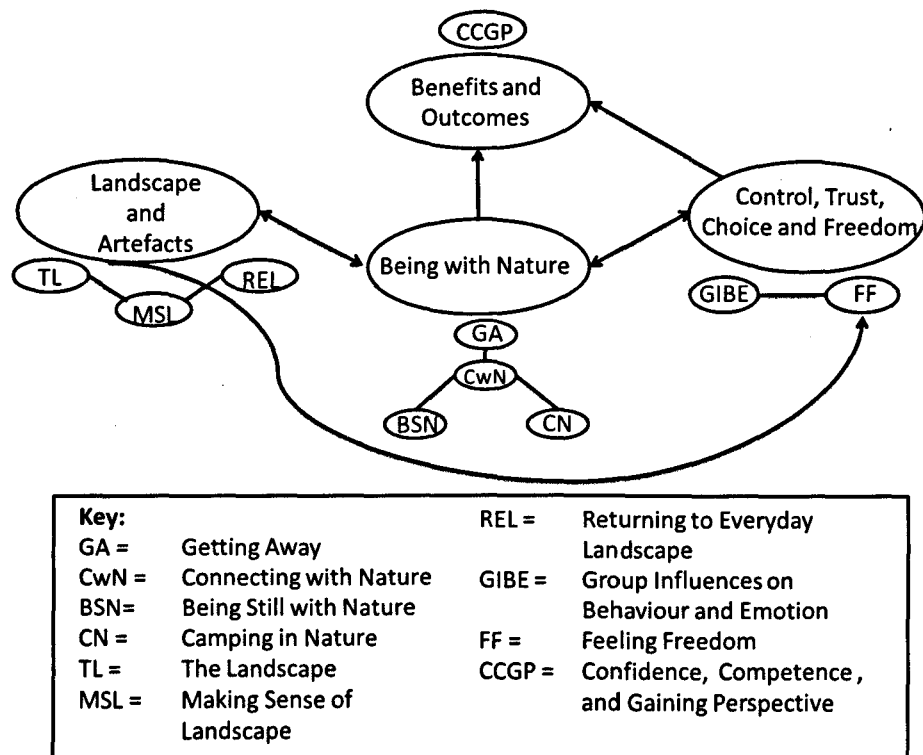 CCGP
Benefits and
Outcomes
Landscape
and
Artefacts
Control, Trust,
Choice and Freedom
Being with Nature
TL
REL
MSL
GIBE
FF
GA
CwN
BSN
CN
Key:
GA = Getting Away
CwN = Connecting with Nature
BSN= Being Still with Nature
CN = Camping in Nature
TL = The Landscape
MSL = Making Sense of
Landscape
REL = Returning to Everyday
Landscape
GIBE = Group Influences on
Behaviour and Emotion
FF = Feeling Freedom
CCGP = Confidence, Competence,
and Gaining Perspective